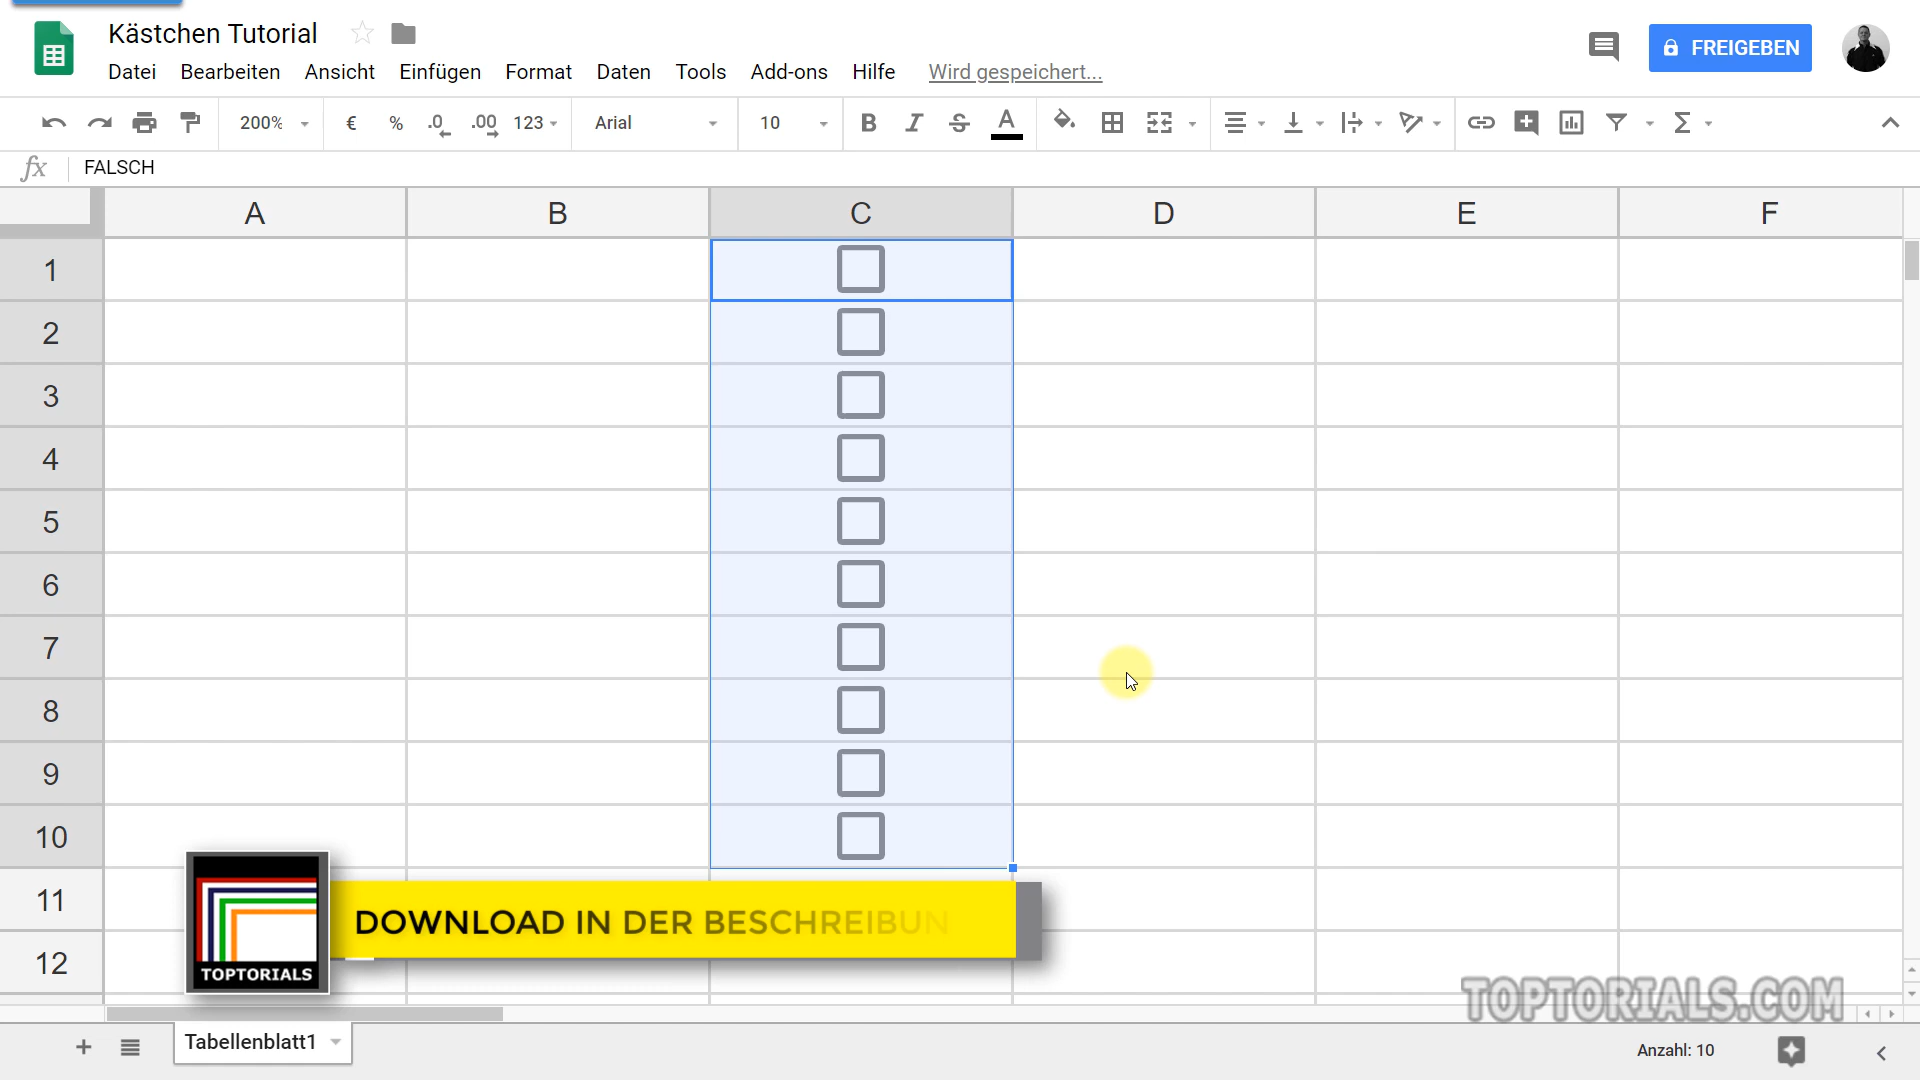 Kästchen Tutorial
Datei Bearbeiten Ansicht Einfügen Format Daten Tools Add-ons Hilfe Wird gespeichert...
FREIGEBEN
200% € % .0 .00 123 Arial 10 B I S A Σ
fx FALSCH
A B C D E F
1
2
3
4
5
6
7
8
9
10
11
12
TOPTORIALS
DOWNLOAD IN DER BESCHREIBUN
TOPTORIALS.COM
Tabellenblatt1
Anzahl: 10